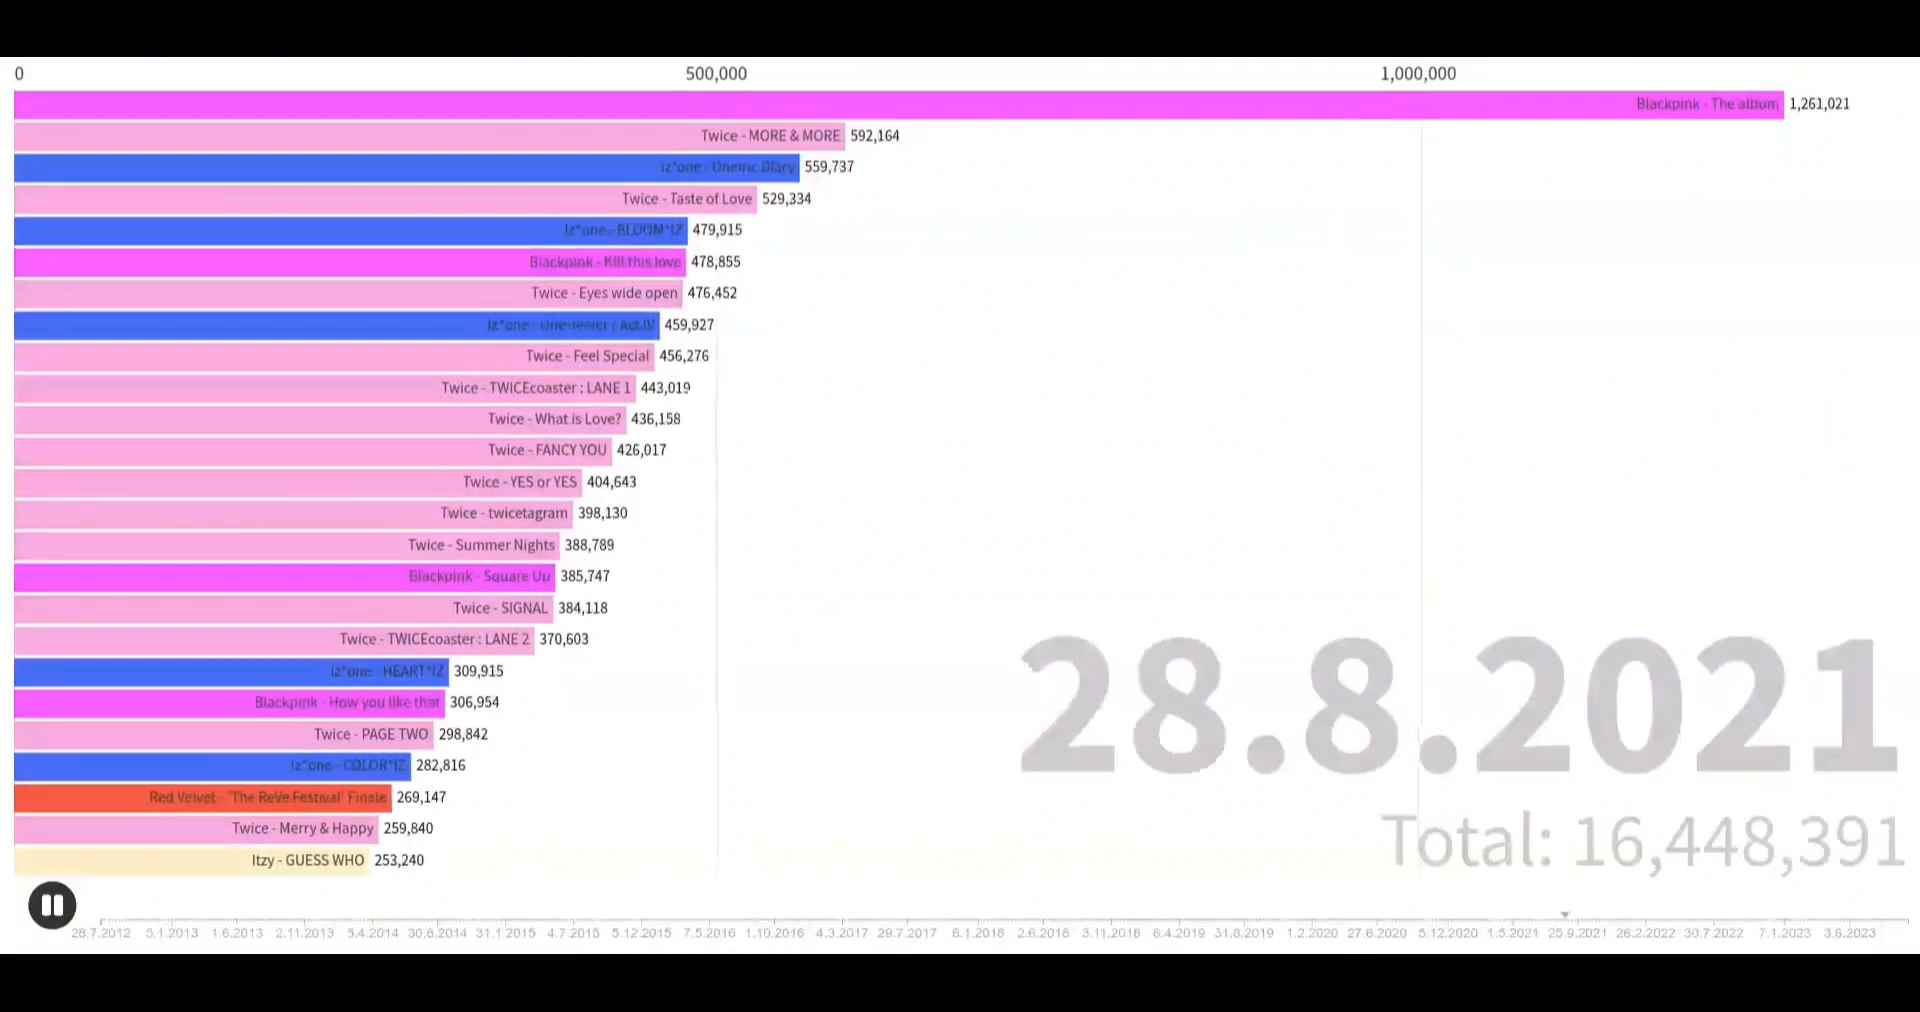 0 500,000 1,000,000
Blackpink - The album 1,261,021
Twice - MORE & MORE 592,164
Iz*one - Oneiric Diary 559,737
Twice - Taste of Love 529,334
Iz*one - BLOOM*IZ 479,915
Blackpink - Kill this love 478,855
Twice - Eyes wide open 476,452
Iz*one - One-reeler / Act IV 459,927
Twice - Feel Special 456,276
Twice - TWICEcoaster : LANE 1 443,019
Twice - What is Love? 436,158
Twice - FANCY YOU 426,017
Twice - YES or YES 404,643
Twice - twicetagram 398,130
Twice - Summer Nights 388,789
Blackpink - Square Up 385,747
Twice - SIGNAL 384,118
Twice - TWICEcoaster : LANE 2 370,603
Iz*one - HEART*IZ 309,915
Blackpink - How you like that 306,954
Twice - PAGE TWO 298,842
Iz*one - COLOR*IZ 282,816
Red Velvet - 'The ReVe Festival' Finale 269,147
Twice - Merry & Happy 259,840
Itzy - GUESS WHO 253,240
28.8.2021
Total: 16,448,391
28.7.2012 5.1.2013 1.6.2013 2.11.2013 5.4.2014 30.8.2014 31.1.2015 4.7.2015 5.12.2015 7.5.2016 1.10.2016 4.3.2017 29.7.2017 6.1.2018 2.6.2018 3.11.2018 6.4.2019 31.8.2019 1.2.2020 27.6.2020 5.12.2020 1.5.2021 25.9.2021 26.2.2022 30.7.2022 7.1.2023 3.6.2023